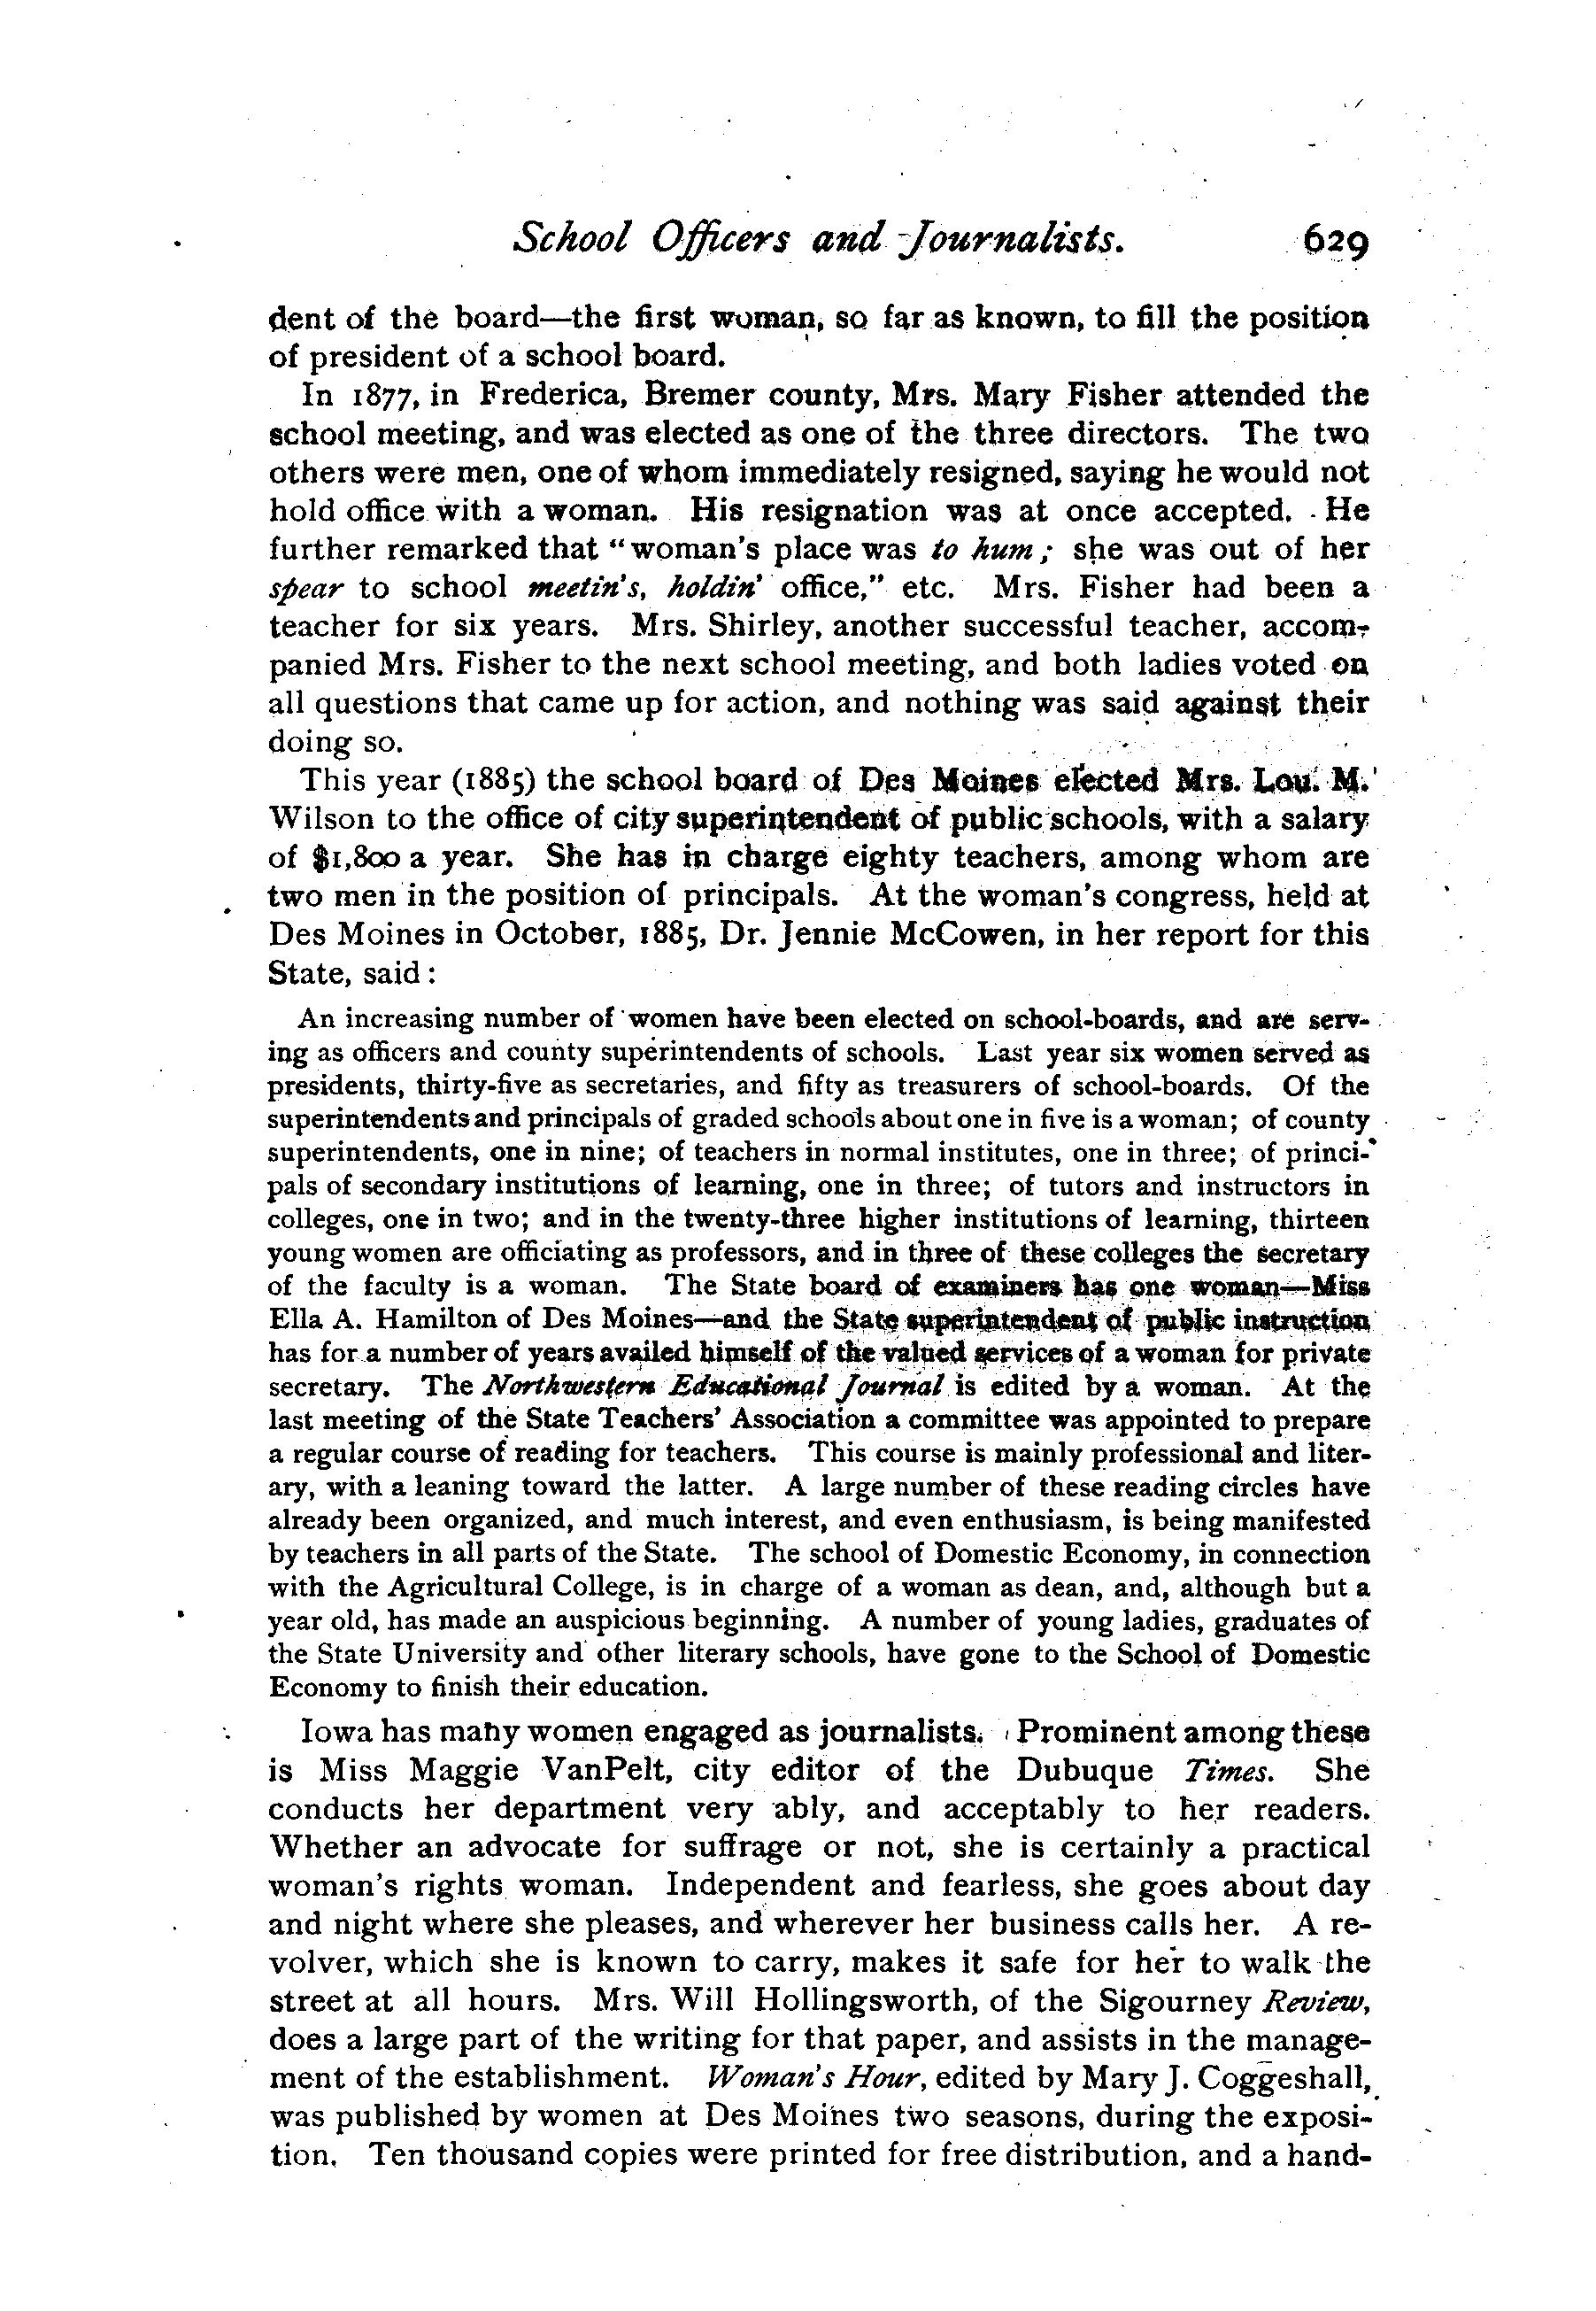 School Officers and Journalists. 629
dent of the board—the first woman, so far as known, to fill the position
of president of a school board.
In 1877, in Frederica, Bremer county, Mrs. Mary Fisher attended the
school meeting, and was elected as one of the three directors. The two
others were men, one of whom immediately resigned, saying he would not
hold office with a woman. His resignation was at once accepted. He
further remarked that "woman's place was to hum; she was out of her
spear to school meetin's, holdin' office," etc. Mrs. Fisher had been a
teacher for six years. Mrs. Shirley, another successful teacher, accom-
panied Mrs. Fisher to the next school meeting, and both ladies voted on
all questions that came up for action, and nothing was said against their
doing so.
This year (1885) the school board of Des Moines elected Mrs. Lou. M.
Wilson to the office of city superintendent of public schools, with a salary
of $1,800 a year. She has in charge eighty teachers, among whom are
two men in the position of principals. At the woman's congress, held at
Des Moines in October, 1885, Dr. Jennie McCowen, in her report for this
State, said:
An increasing number of women have been elected on school-boards, and are serv-
ing as officers and county superintendents of schools. Last year six women served as
presidents, thirty-five as secretaries, and fifty as treasurers of school-boards. Of the
superintendents and principals of graded schools about one in five is a woman; of county
superintendents, one in nine; of teachers in normal institutes, one in three; of princi-
pals of secondary institutions of learning, one in three; of tutors and instructors in
colleges, one in two; and in the twenty-three higher institutions of learning, thirteen
young women are officiating as professors, and in three of these colleges the secretary
of the faculty is a woman. The State board of examiners has one woman—Miss
Ella A. Hamilton of Des Moines—and the State superintendent of public instruction
has for a number of years availed himself of the valued services of a woman for private
secretary. The Northwestern Educational Journal is edited by a woman. At the
last meeting of the State Teachers' Association a committee was appointed to prepare
a regular course of reading for teachers. This course is mainly professional and liter-
ary, with a leaning toward the latter. A large number of these reading circles have
already been organized, and much interest, and even enthusiasm, is being manifested
by teachers in all parts of the State. The school of Domestic Economy, in connection
with the Agricultural College, is in charge of a woman as dean, and, although but a
year old, has made an auspicious beginning. A number of young ladies, graduates of
the State University and other literary schools, have gone to the School of Domestic
Economy to finish their education.
Iowa has many women engaged as journalists. Prominent among these
is Miss Maggie VanPelt, city editor of the Dubuque Times. She
conducts her department very ably, and acceptably to her readers.
Whether an advocate for suffrage or not, she is certainly a practical
woman's rights woman. Independent and fearless, she goes about day
and night where she pleases, and wherever her business calls her. A re-
volver, which she is known to carry, makes it safe for her to walk the
street at all hours. Mrs. Will Hollingsworth, of the Sigourney Review,
does a large part of the writing for that paper, and assists in the manage-
ment of the establishment. Woman's Hour, edited by Mary J. Coggeshall,
was published by women at Des Moines two seasons, during the exposi-
tion. Ten thousand copies were printed for free distribution, and a hand-